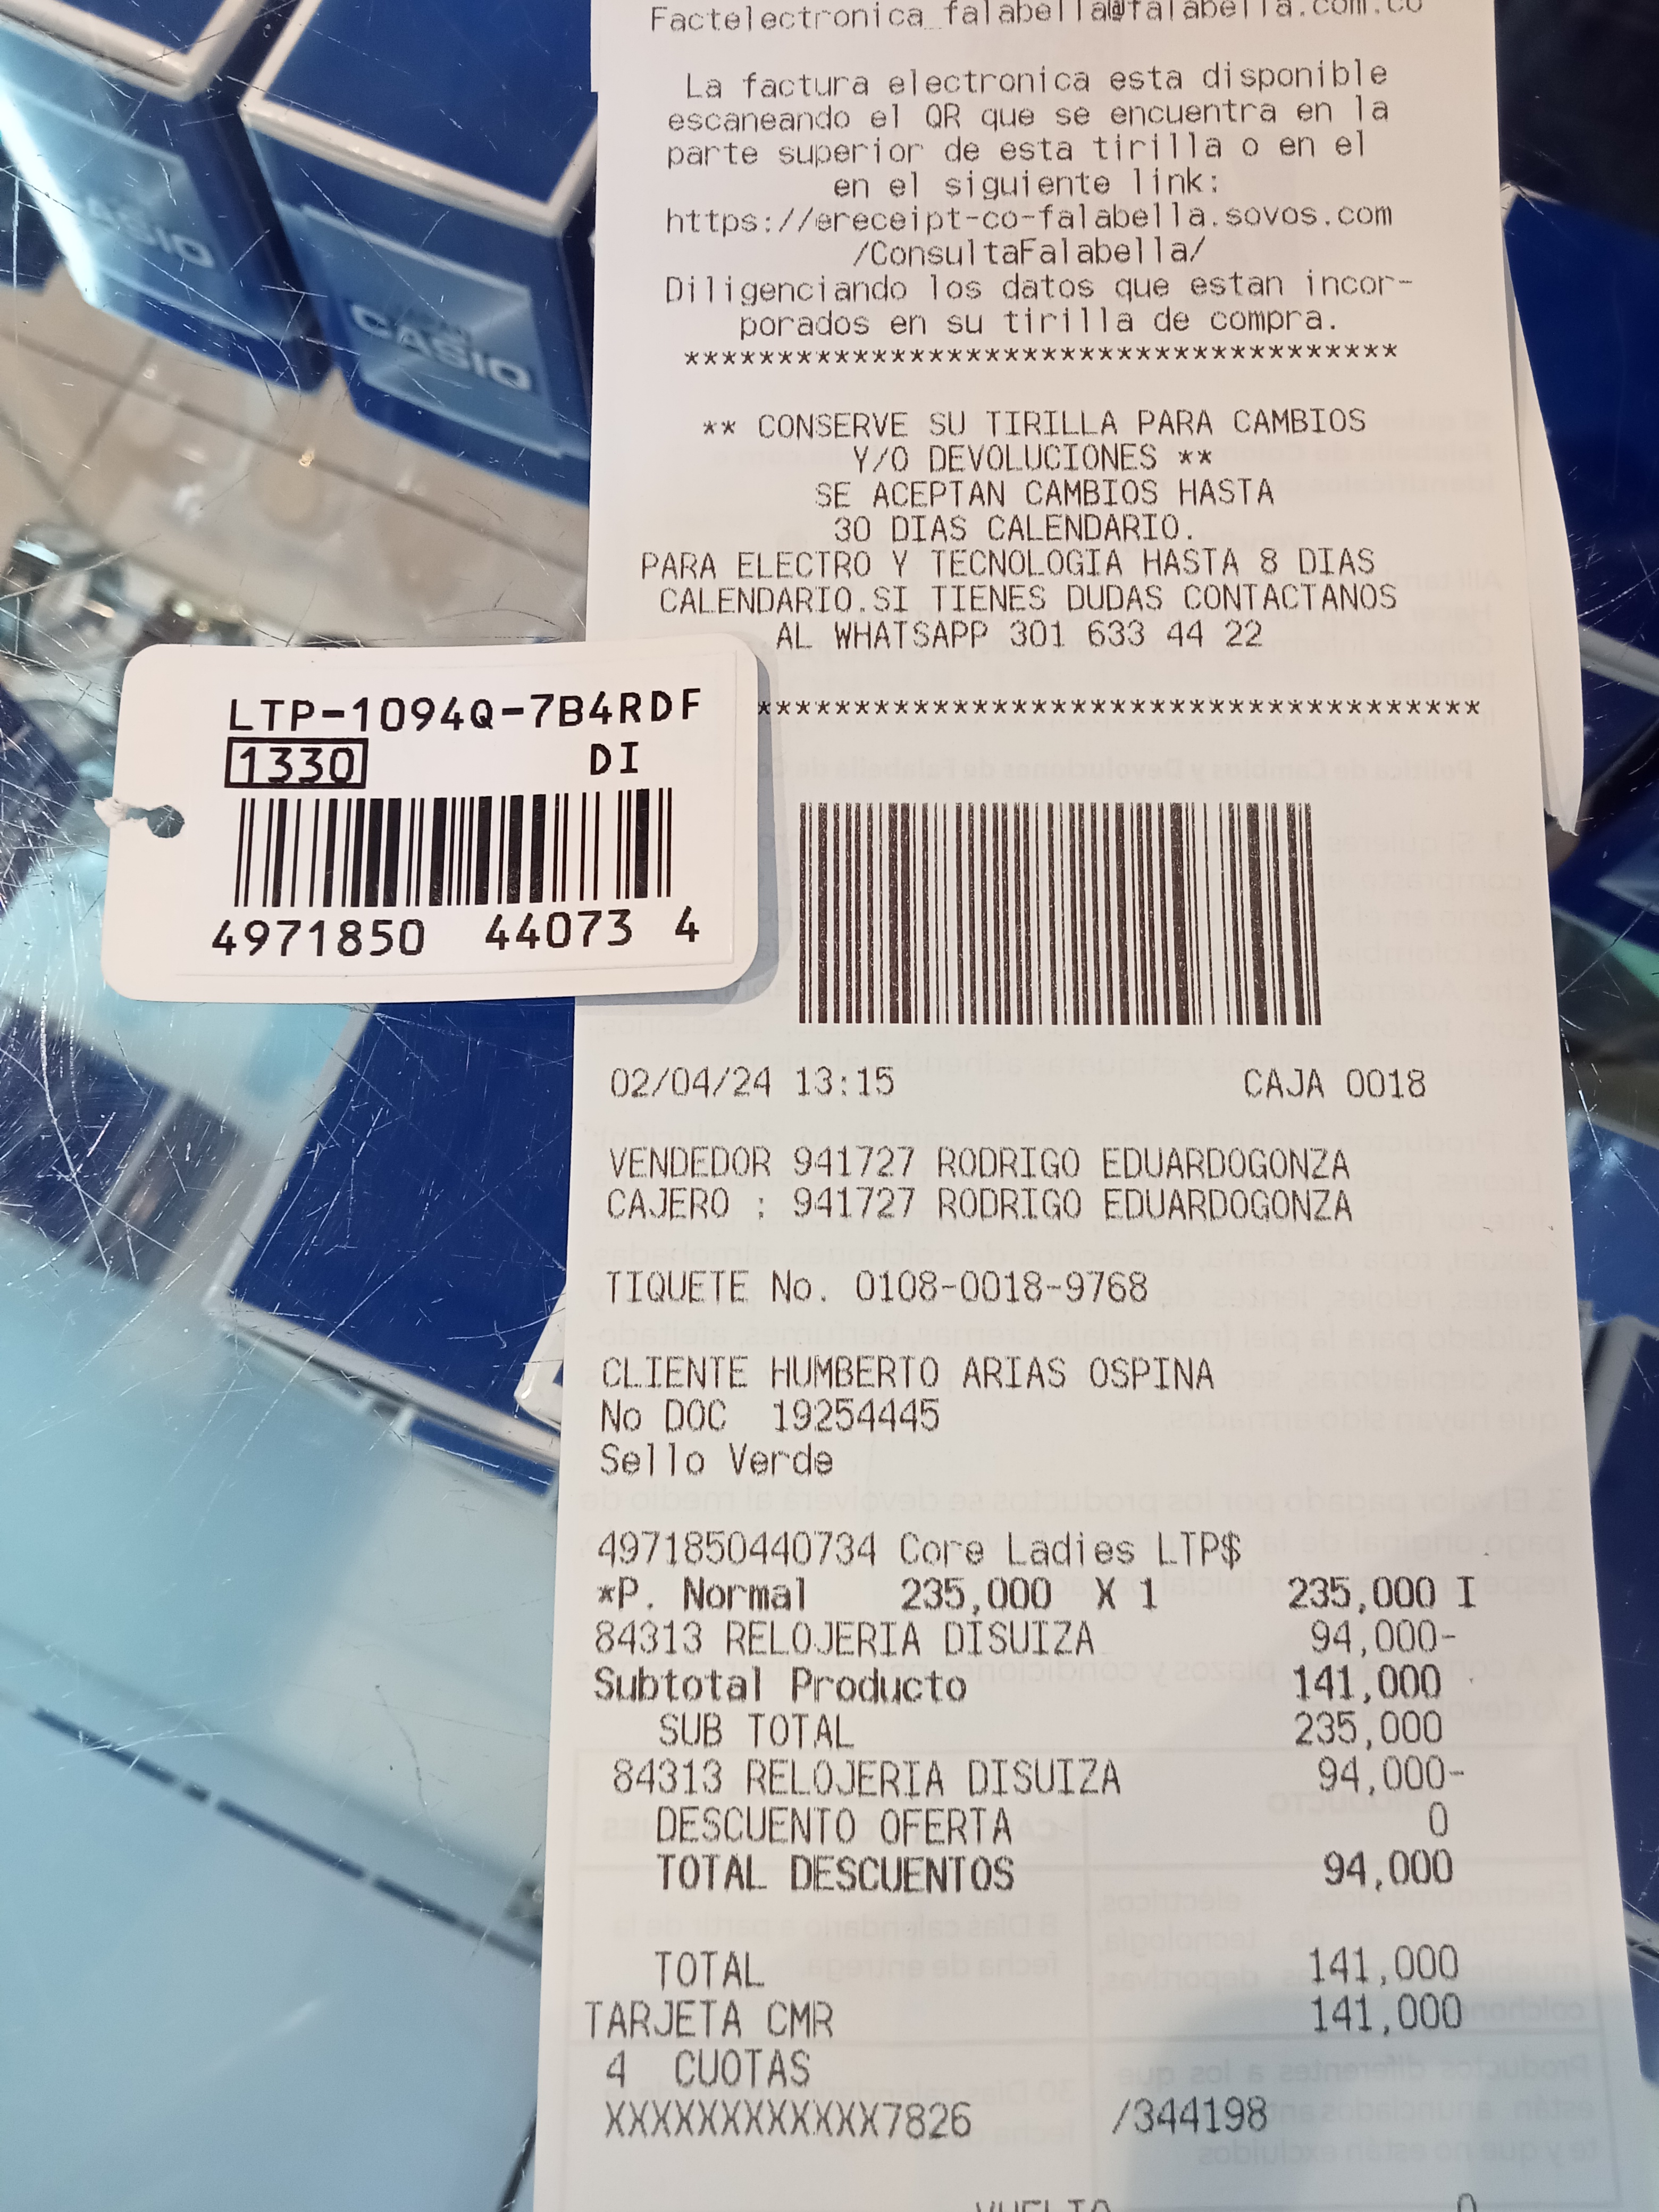 Factelectronica_falabella@falabella.com.co
La factura electronica esta disponible
escaneando el QR que se encuentra en la
parte superior de esta tirilla o en el
en el siguiente link:
https://ereceipt-co-falabella.sovos.com
/ConsultaFalabella/
Diligenciando los datos que estan incor-
porados en su tirilla de compra.
**************************************
** CONSERVE SU TIRILLA PARA CAMBIOS
Y/O DEVOLUCIONES **
SE ACEPTAN CAMBIOS HASTA
30 DIAS CALENDARIO.
PARA ELECTRO Y TECNOLOGIA HASTA 8 DIAS
CALENDARIO.SI TIENES DUDAS CONTACTANOS
AL WHATSAPP 301 633 44 22
**************************************
02/04/24 13:15 CAJA 0018
VENDEDOR 941727 RODRIGO EDUARDOGONZA
CAJERO : 941727 RODRIGO EDUARDOGONZA
TIQUETE No. 0108-0018-9768
CLIENTE HUMBERTO ARIAS OSPINA
No DOC 19254445
Sello Verde
4971850440734 Core Ladies LTP$
*P. Normal 235,000 X 1 235,000 I
84313 RELOJERIA DISUIZA 94,000-
Subtotal Producto 141,000
SUB TOTAL 235,000
84313 RELOJERIA DISUIZA 94,000-
DESCUENTO OFERTA 0
TOTAL DESCUENTOS 94,000
TOTAL 141,000
TARJETA CMR 141,000
4 CUOTAS
XXXXXXXXXXXX7826 /344198
VUELTO 0
LTP-1094Q-7B4RDF
1330 DI
4971850 44073 4
CASIO
CASIO